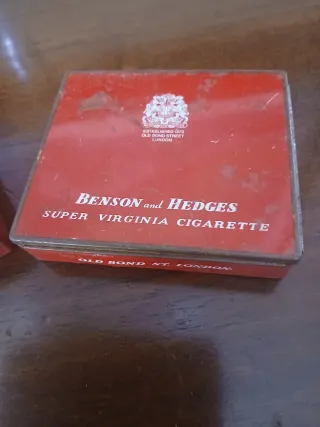 ESTABLISHED 1873
OLD BOND STREET
LONDON
BENSON and HEDGES
SUPER VIRGINIA CIGARETTE
OLD BOND ST. LONDON.